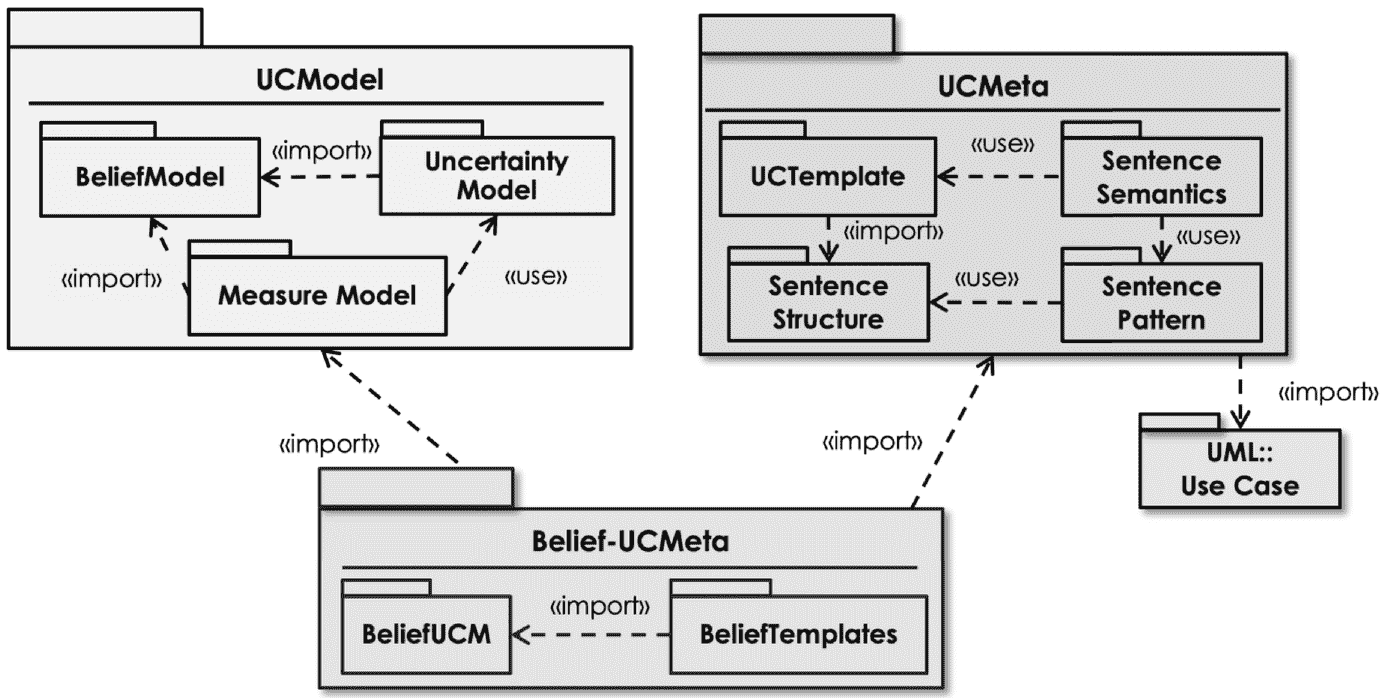 UCModel
BeliefModel
«import»
Uncertainty
Model
«import»
Measure Model
«use»
UCMeta
UCTemplate
«use»
Sentence
Semantics
«import»
«use»
Sentence
Structure
«use»
Sentence
Pattern
«import»
«import»
«import»
UML::
Use Case
Belief-UCMeta
BeliefUCM
«import»
BeliefTemplates